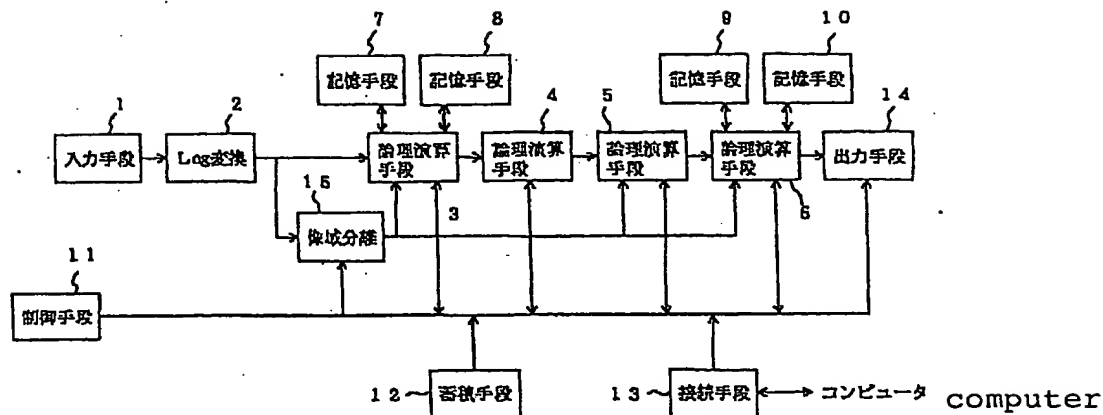 7
8
9
10
記憶手段
記憶手段
記憶手段
記憶手段
1
2
4
5
14
入力手段
Log変換
論理演算
手段
論理演算
手段
論理演算
手段
論理演算
手段
出力手段
15
3
6
像域分離
11
制御手段
12
蓄積手段
13
接続手段
コンピュータ computer